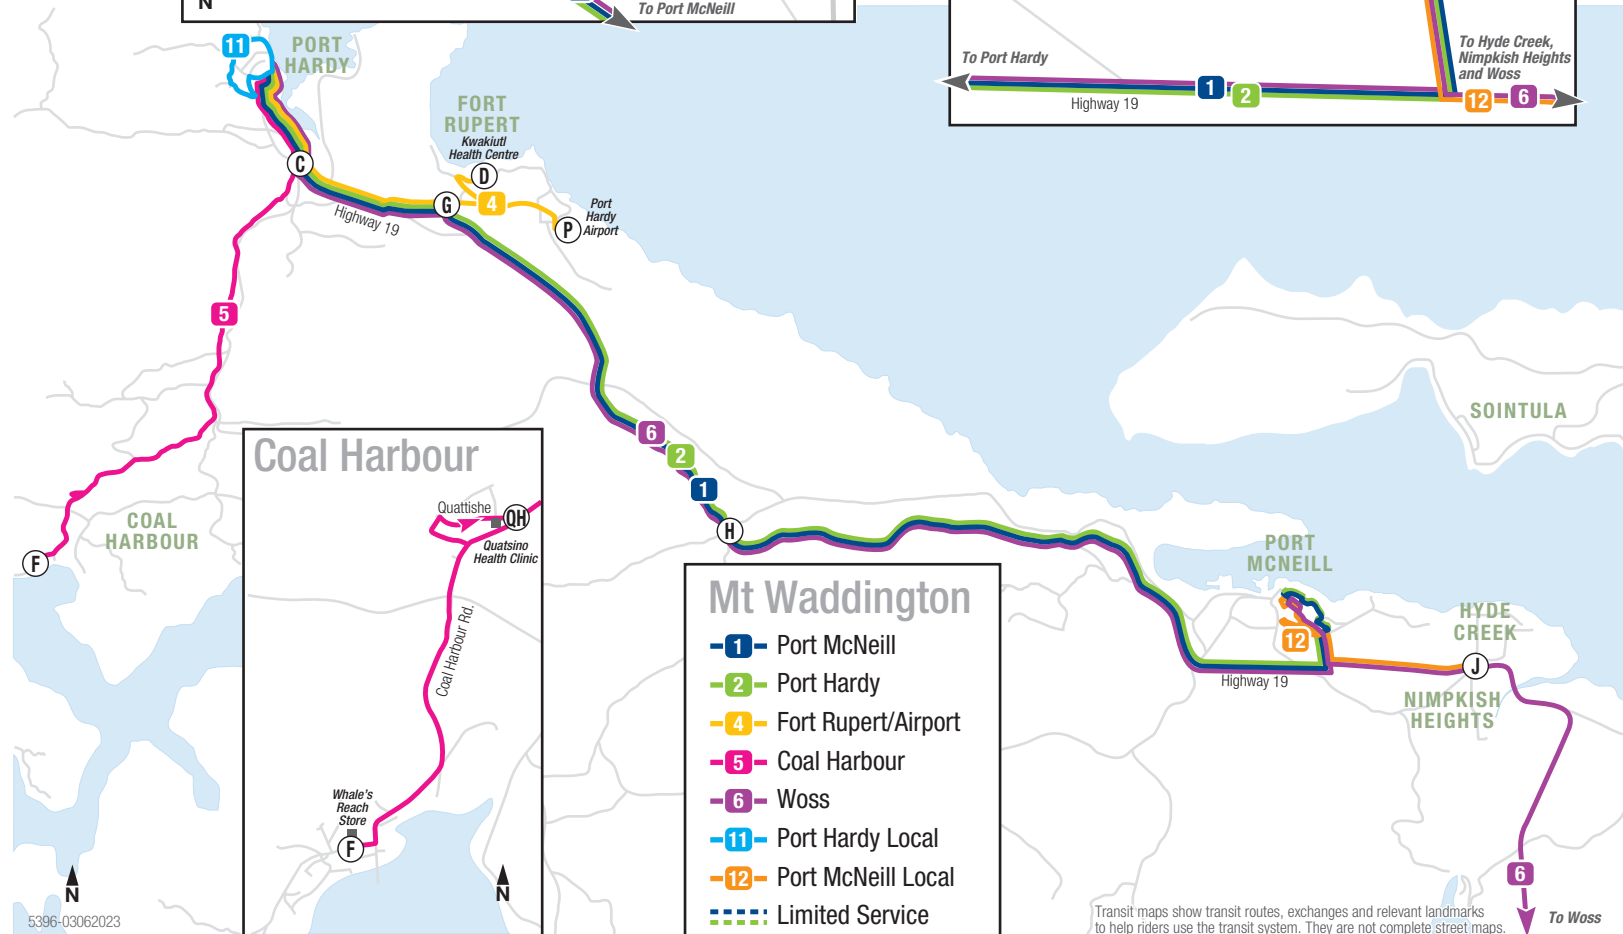 N
To Port McNeill
To Port Hardy
To Hyde Creek,
Nimpkish Heights
and Woss
1
2
12
6
Highway 19
11
PORT
HARDY
FORT
RUPERT
Kwakiutl
Health Centre
D
C
G
4
P
Port
Hardy
Airport
Highway 19
5
SOINTULA
6
2
1
H
COAL
HARBOUR
F
Coal Harbour
Quattishe
QH
Quatsino
Health Clinic
Coal Harbour Rd.
Whale's
Reach
Store
F
N
N
5396-03062023
Mt Waddington
1 Port McNeill
2 Port Hardy
4 Fort Rupert/Airport
5 Coal Harbour
6 Woss
11 Port Hardy Local
12 Port McNeill Local
Limited Service
PORT
MCNEILL
12
Highway 19
HYDE
CREEK
J
NIMPKISH
HEIGHTS
6
To Woss
Transit maps show transit routes, exchanges and relevant landmarks
to help riders use the transit system. They are not complete street maps.